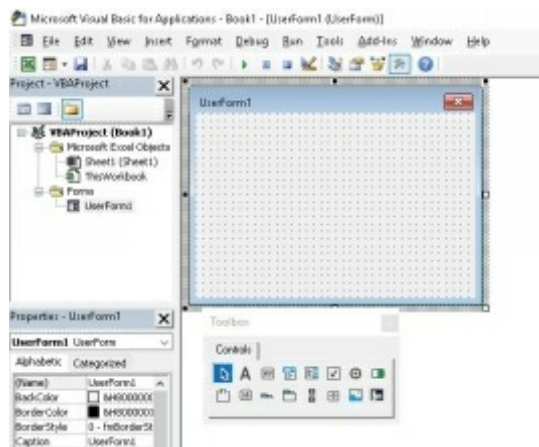 Microsoft Visual Basic for Applications - Book1 - [UserForm1 (UserForm)]
File Edit View Insert Format Debug Run Tools Add-Ins Window Help
Project - VBAProject
VBAProject (Book1)
Microsoft Excel Objects
Sheet1 (Sheet1)
ThisWorkbook
Forms
UserForm1
UserForm1
Properties - UserForm1
UserForm1 UserForm
Alphabetic Categorized
(Name) UserForm1
BackColor &H8000000
BorderColor &H8000001
BorderStyle 0 - fmBorderSt
Caption UserForm1
Toolbox
Controls
A